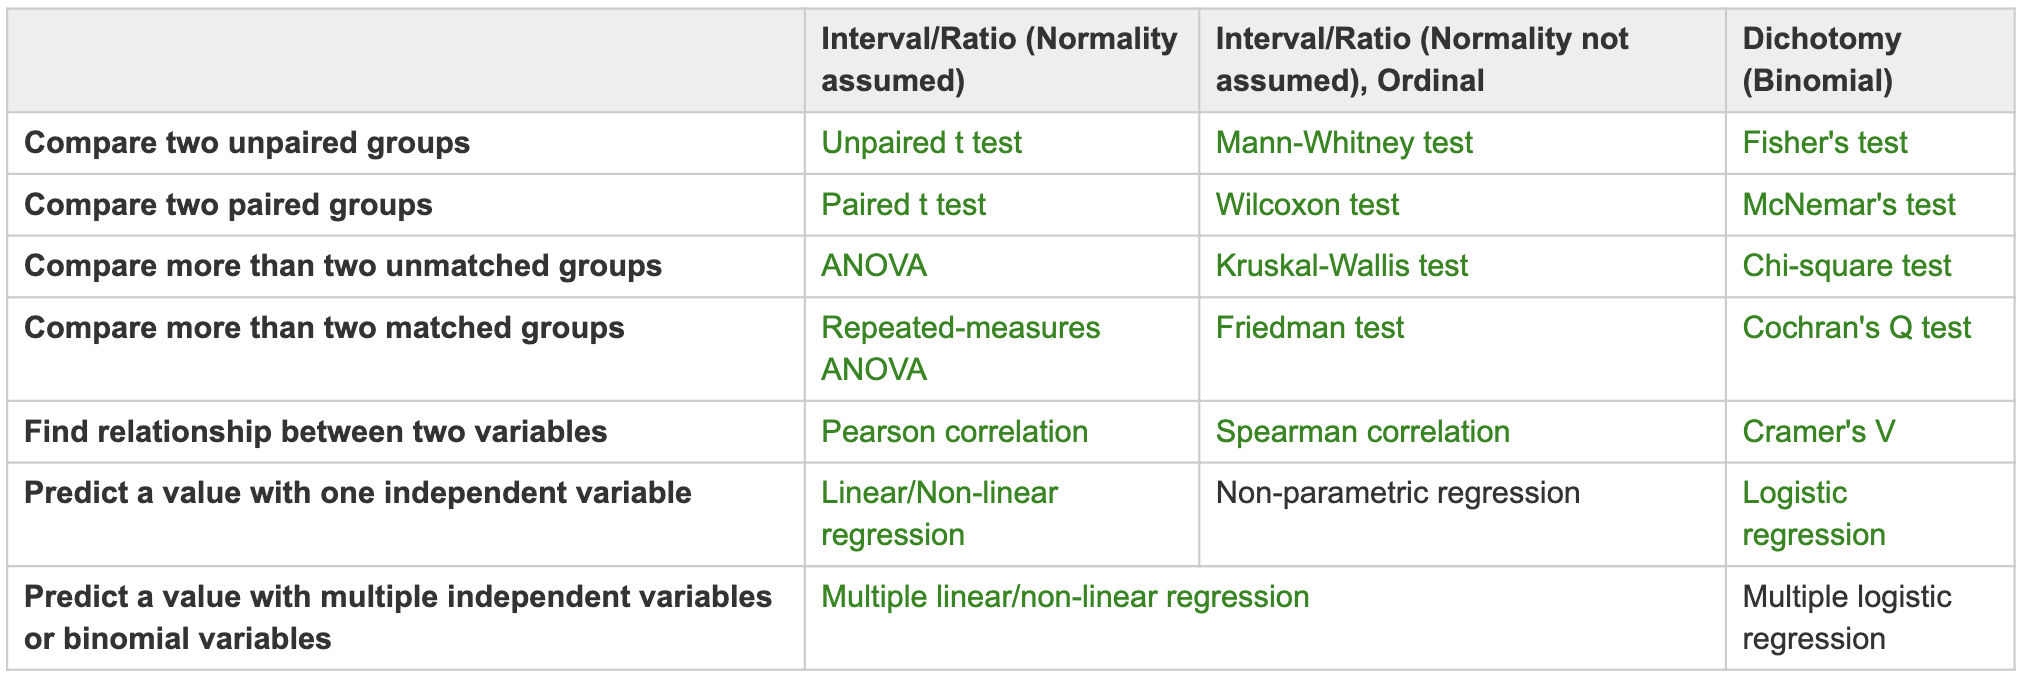 Interval/Ratio (Normality
assumed)
Interval/Ratio (Normality not
assumed), Ordinal
Dichotomy
(Binomial)
Compare two unpaired groups
Unpaired t test
Mann-Whitney test
Fisher's test
Compare two paired groups
Paired t test
Wilcoxon test
McNemar's test
Compare more than two unmatched groups
ANOVA
Kruskal-Wallis test
Chi-square test
Compare more than two matched groups
Repeated-measures
ANOVA
Friedman test
Cochran's Q test
Find relationship between two variables
Pearson correlation
Spearman correlation
Cramer's V
Predict a value with one independent variable
Linear/Non-linear
regression
Non-parametric regression
Logistic
regression
Predict a value with multiple independent variables
or binomial variables
Multiple linear/non-linear regression
Multiple logistic
regression